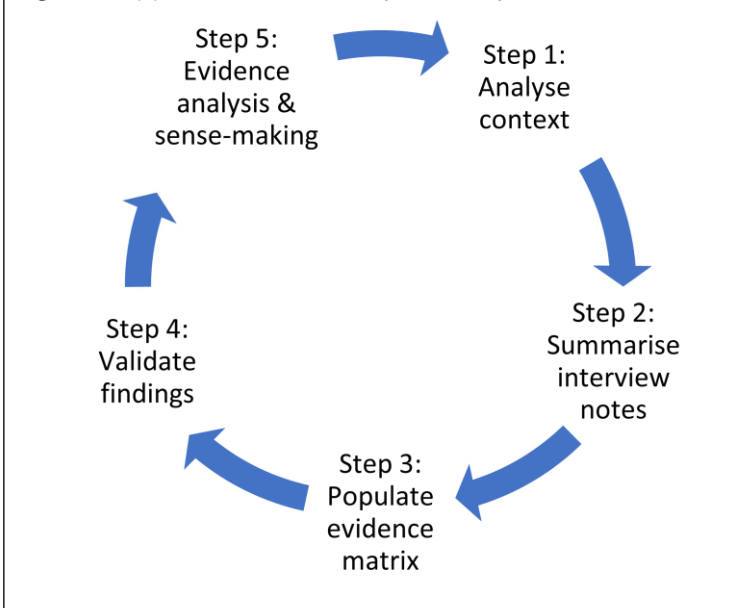 Step 1:
Analyse
context
Step 2:
Summarise
interview
notes
Step 3:
Populate
evidence
matrix
Step 4:
Validate
findings
Step 5:
Evidence
analysis &
sense-making